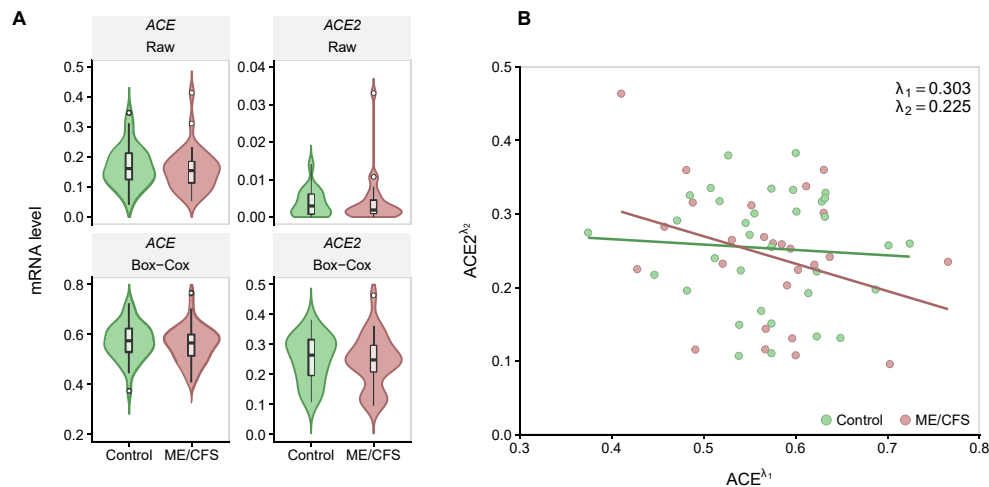 A
B
ACE
Raw
ACE2
Raw
0.5
0.4
0.3
0.2
0.1
0.0
0.04
0.03
0.02
0.01
0.00
mRNA level
ACE
Box−Cox
ACE2
Box−Cox
0.8
0.6
0.4
0.2
0.5
0.4
0.3
0.2
0.1
0.0
Control ME/CFS
Control ME/CFS
0.5
0.4
0.3
0.2
0.1
0.0
ACE2^λ₂
λ₁ = 0.303
λ₂ = 0.225
Control ME/CFS
0.3 0.4 0.5 0.6 0.7 0.8
ACE^λ₁